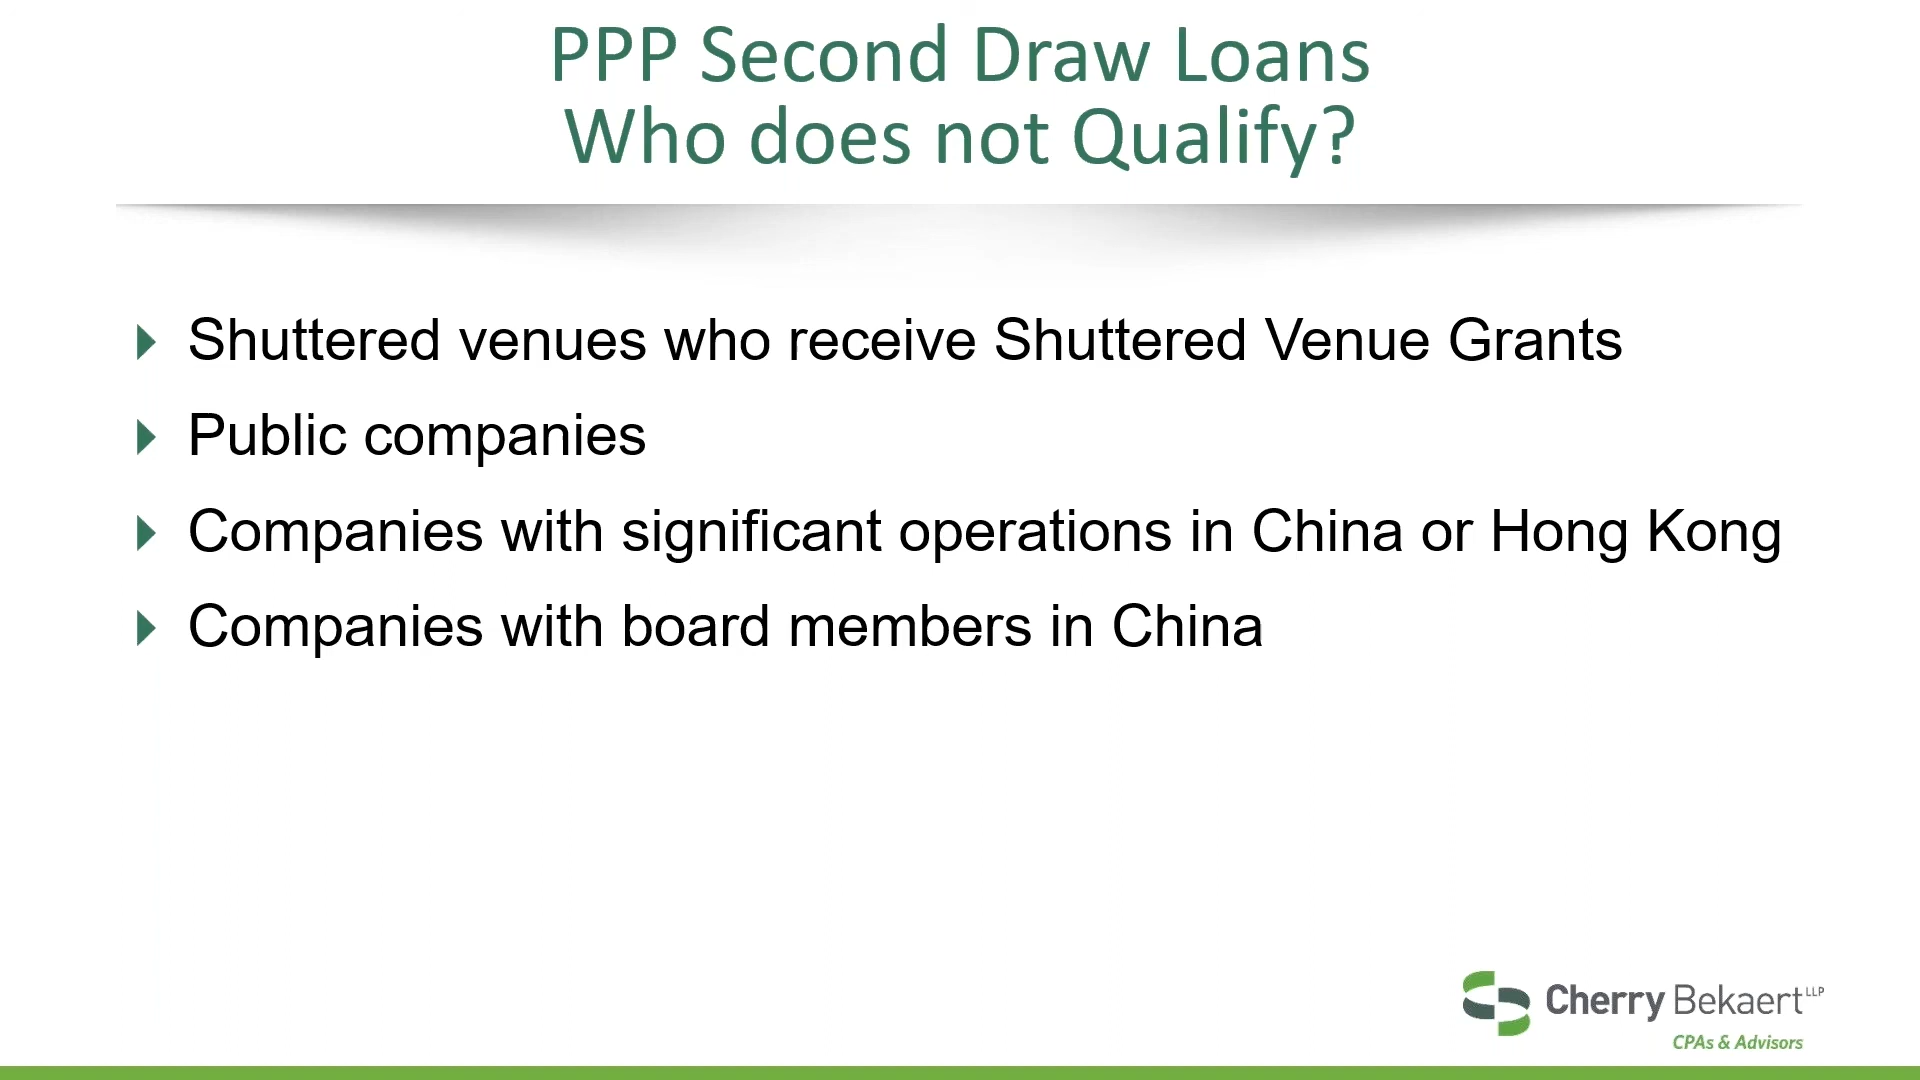 PPP Second Draw Loans
Who does not Qualify?
Shuttered venues who receive Shuttered Venue Grants
Public companies
Companies with significant operations in China or Hong Kong
Companies with board members in China
Cherry Bekaert LLP
CPAs & Advisors